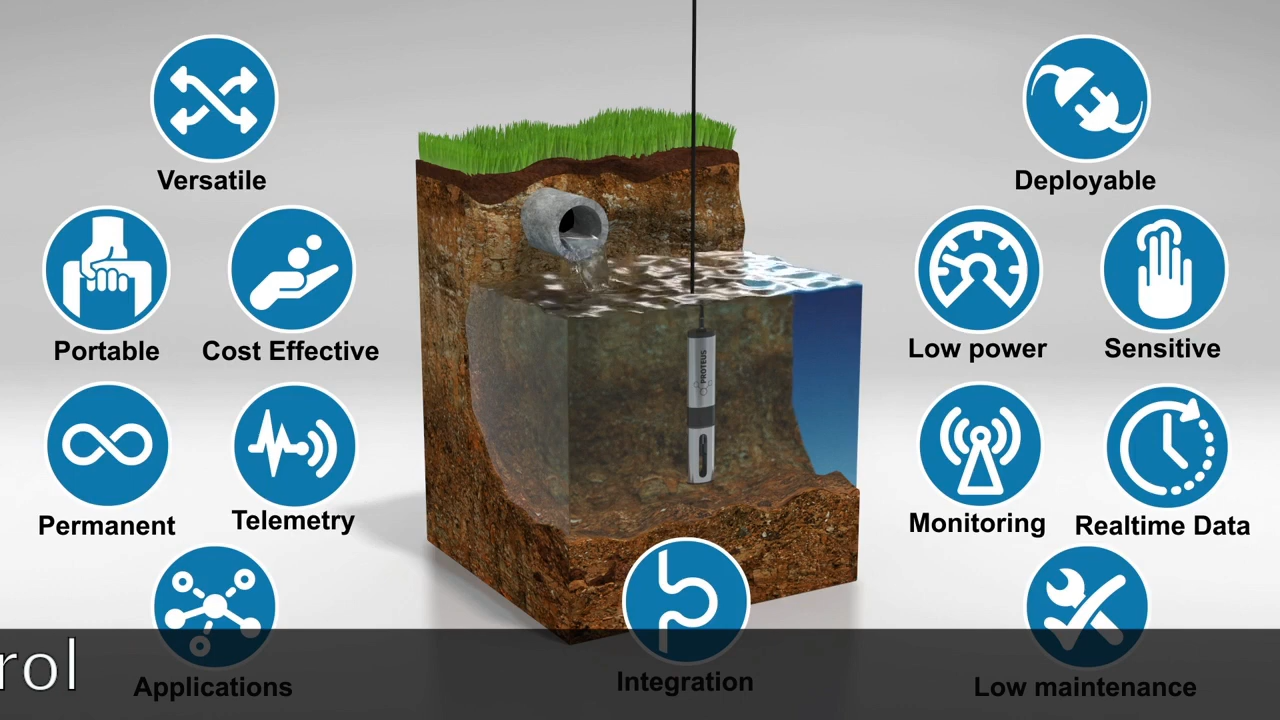 Versatile
Deployable
Portable
Cost Effective
Low power
Sensitive
PROTEUS
Permanent
Telemetry
Monitoring
Realtime Data
rol
Applications
Integration
Low maintenance